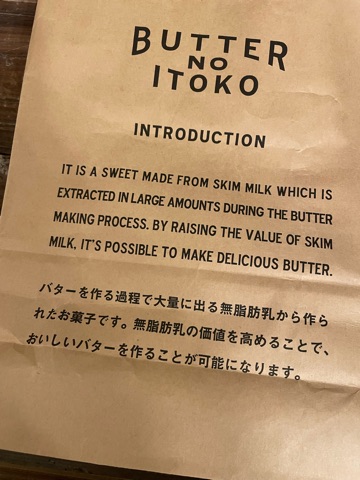 BUTTER
NO
ITOKO
INTRODUCTION
IT IS A SWEET MADE FROM SKIM MILK WHICH IS
EXTRACTED IN LARGE AMOUNTS DURING THE BUTTER
MAKING PROCESS. BY RAISING THE VALUE OF SKIM
MILK, IT'S POSSIBLE TO MAKE DELICIOUS BUTTER.
バターを作る過程で大量に出る無脂肪乳から作ら
れたお菓子です。無脂肪乳の価値を高めることで、
おいしいバターを作ることが可能になります。